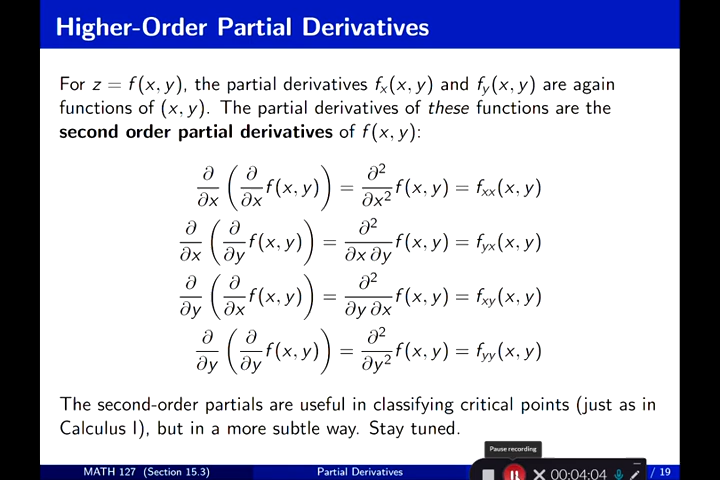 Higher-Order Partial Derivatives
For z = f(x, y), the partial derivatives fₓ(x, y) and f_y(x, y) are again
functions of (x, y). The partial derivatives of these functions are the
second order partial derivatives of f(x, y):
∂/∂x (∂/∂x f(x, y)) = ∂²/∂x² f(x, y) = f_xx(x, y)
∂/∂x (∂/∂y f(x, y)) = ∂²/∂x ∂y f(x, y) = f_yx(x, y)
∂/∂y (∂/∂x f(x, y)) = ∂²/∂y ∂x f(x, y) = f_xy(x, y)
∂/∂y (∂/∂y f(x, y)) = ∂²/∂y² f(x, y) = f_yy(x, y)
The second-order partials are useful in classifying critical points (just as in
Calculus I), but in a more subtle way. Stay tuned.
Pause recording
MATH 127 (Section 15.3) Partial Derivatives 00:04:04 / 19